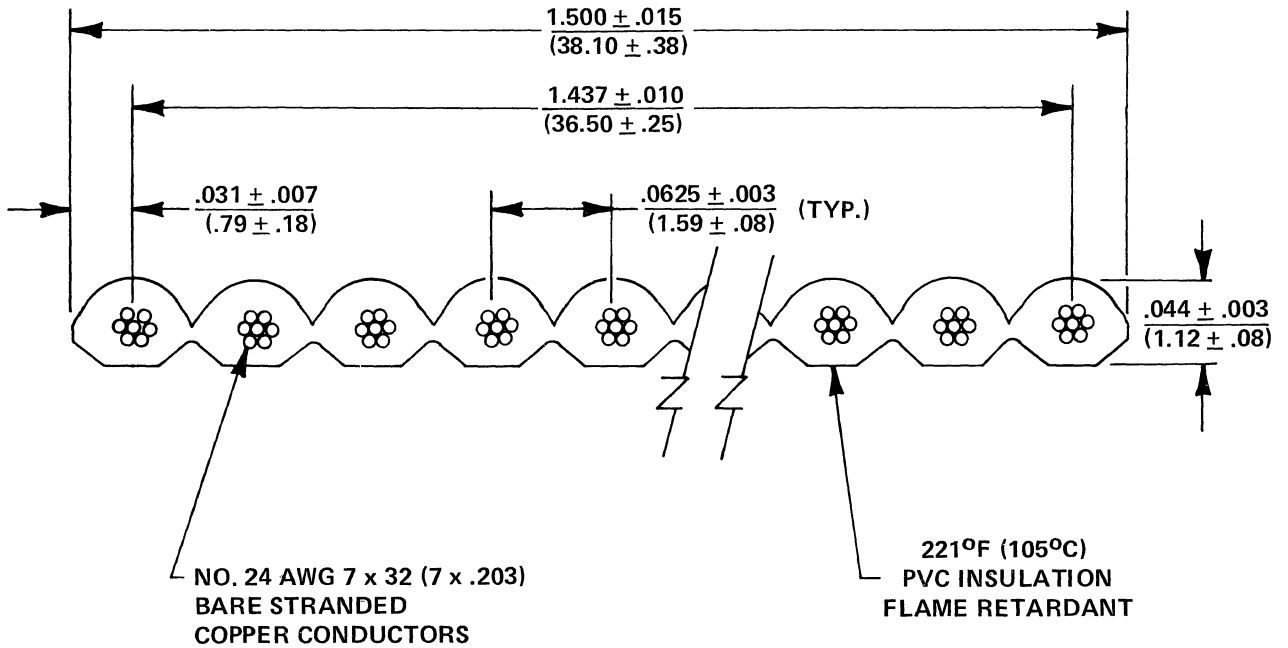 1.500 ± .015
(38.10 ± .38)
1.437 ± .010
(36.50 ± .25)
.031 ± .007
(.79 ± .18)
.0625 ± .003
(1.59 ± .08)
(TYP.)
.044 ± .003
(1.12 ± .08)
NO. 24 AWG 7 x 32 (7 x .203)
BARE STRANDED
COPPER CONDUCTORS
221ºF (105ºC)
PVC INSULATION
FLAME RETARDANT